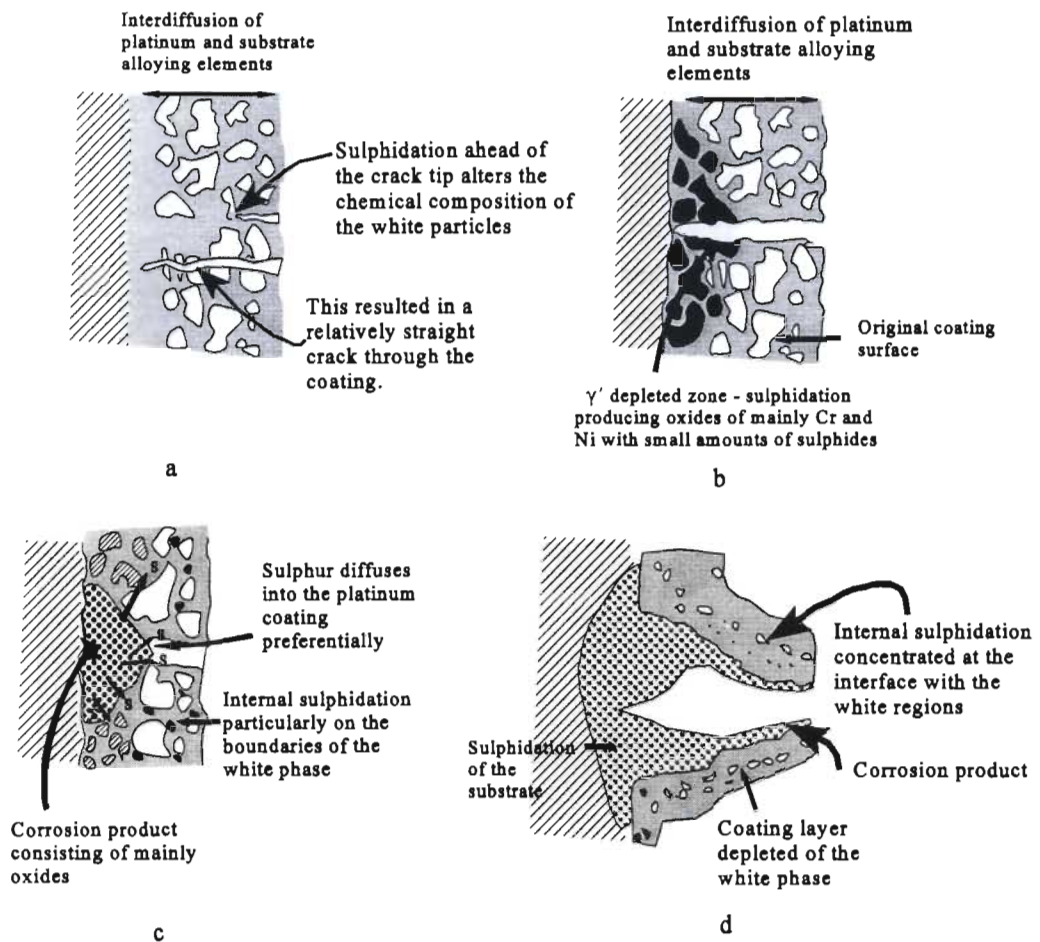 Interdiffusion of
platinum and substrate
alloying elements
Sulphidation ahead of
the crack tip alters the
chemical composition of
the white particles
This resulted in a
relatively straight
crack through the
coating.
a
Interdiffusion of platinum
and substrate alloying
elements
Original coating
surface
γ′ depleted zone - sulphidation
producing oxides of mainly Cr and
Ni with small amounts of sulphides
b
S
S
S
S
S
Sulphur diffuses
into the platinum
coating
preferentially
Internal sulphidation
particularly on the
boundaries of the
white phase
Corrosion product
consisting of mainly
oxides
c
Internal sulphidation
concentrated at the
interface with the
white regions
Sulphidation
of the
substrate
Corrosion product
Coating layer
depleted of the
white phase
d